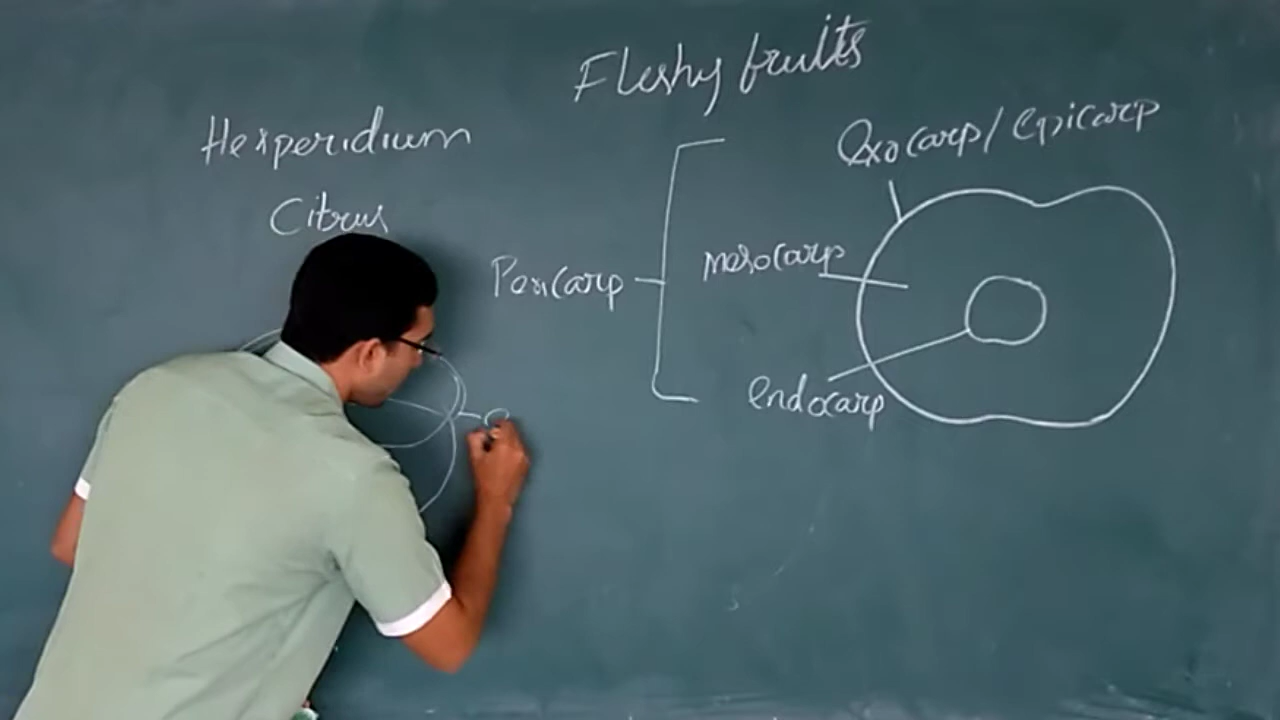 Fleshy fruits
Hesperidium
Citrus
Exocarp/Epicarp
Mesocarp
Pericarp
endocarp